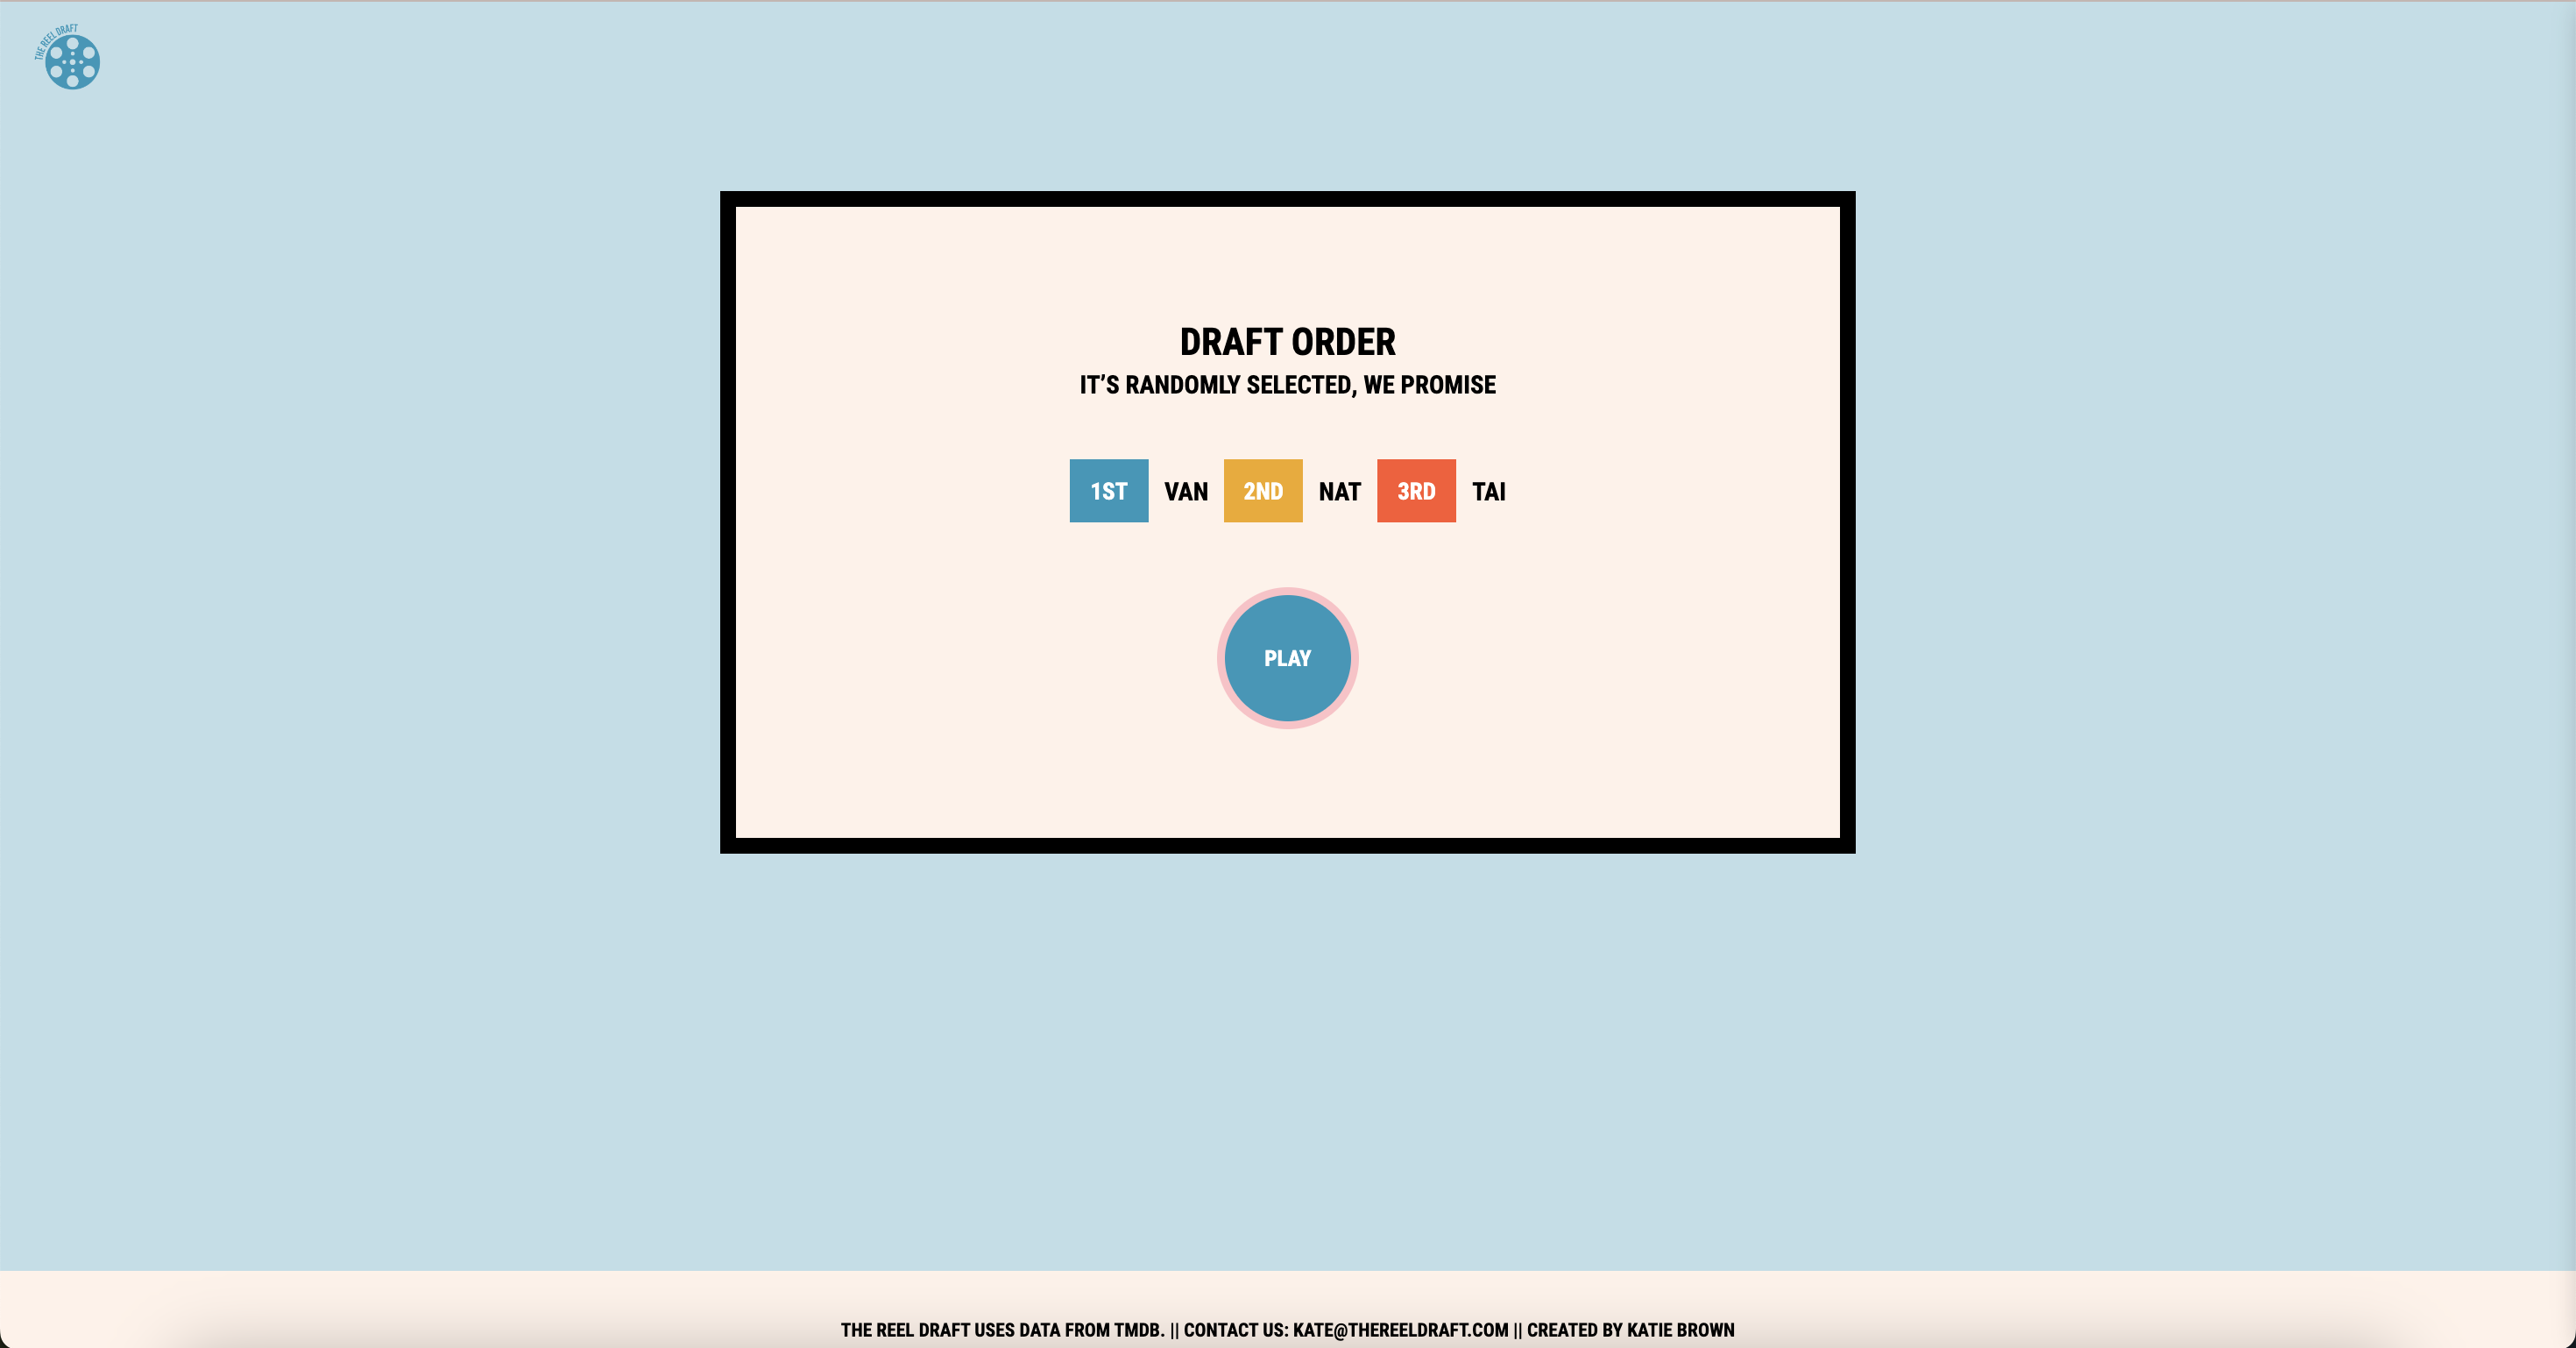 THE REEL DRAFT
DRAFT ORDER
IT'S RANDOMLY SELECTED, WE PROMISE
1ST VAN 2ND NAT 3RD TAI
PLAY
THE REEL DRAFT USES DATA FROM TMDB. || CONTACT US: KATE@THEREELDRAFT.COM || CREATED BY KATIE BROWN